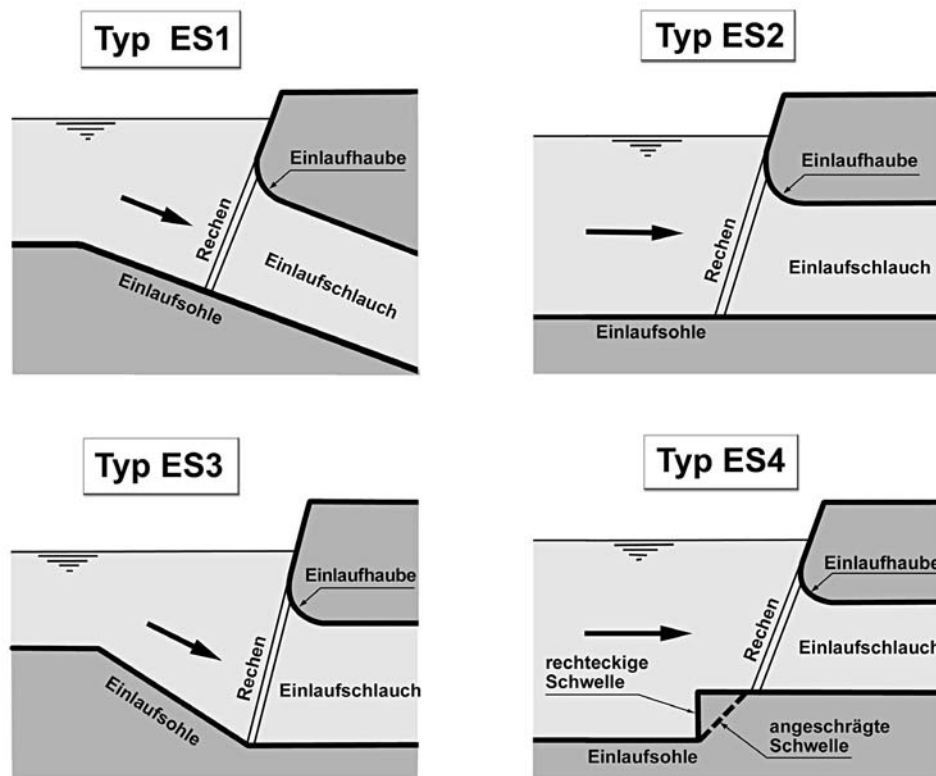 Typ ES1
Einlaufhaube
Rechen
Einlaufschlauch
Einlaufsohle
Typ ES2
Einlaufhaube
Rechen
Einlaufschlauch
Einlaufsohle
Typ ES3
Einlaufhaube
Rechen
Einlaufschlauch
Einlaufsohle
Typ ES4
Einlaufhaube
Rechen
Einlaufschlauch
rechteckige
Schwelle
angeschrägte
Schwelle
Einlaufsohle